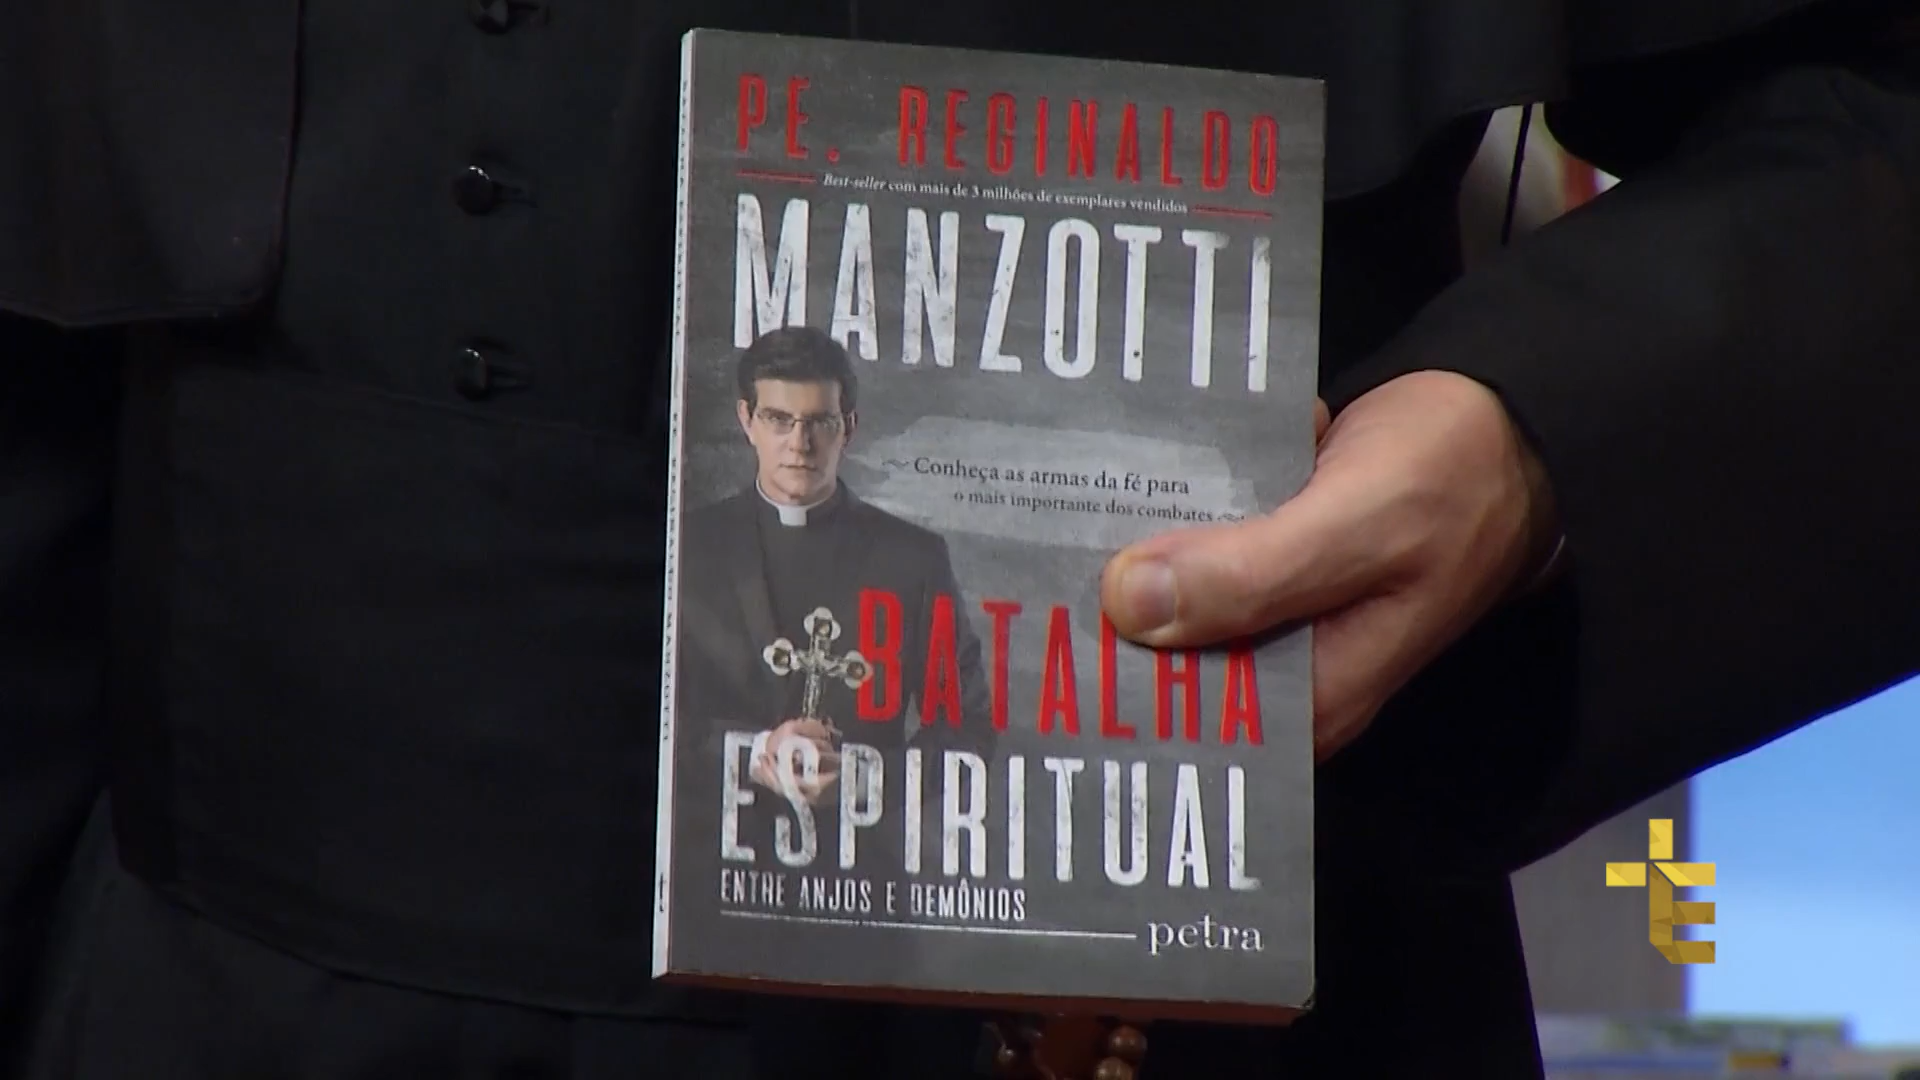 PE. REGINALDO
Best-seller com mais de 3 milhões de exemplares vendidos
MANZOTTI
Conheça as armas da fé para
o mais importante dos combates
BATALHA
ESPIRITUAL
ENTRE ANJOS E DEMÔNIOS
petra